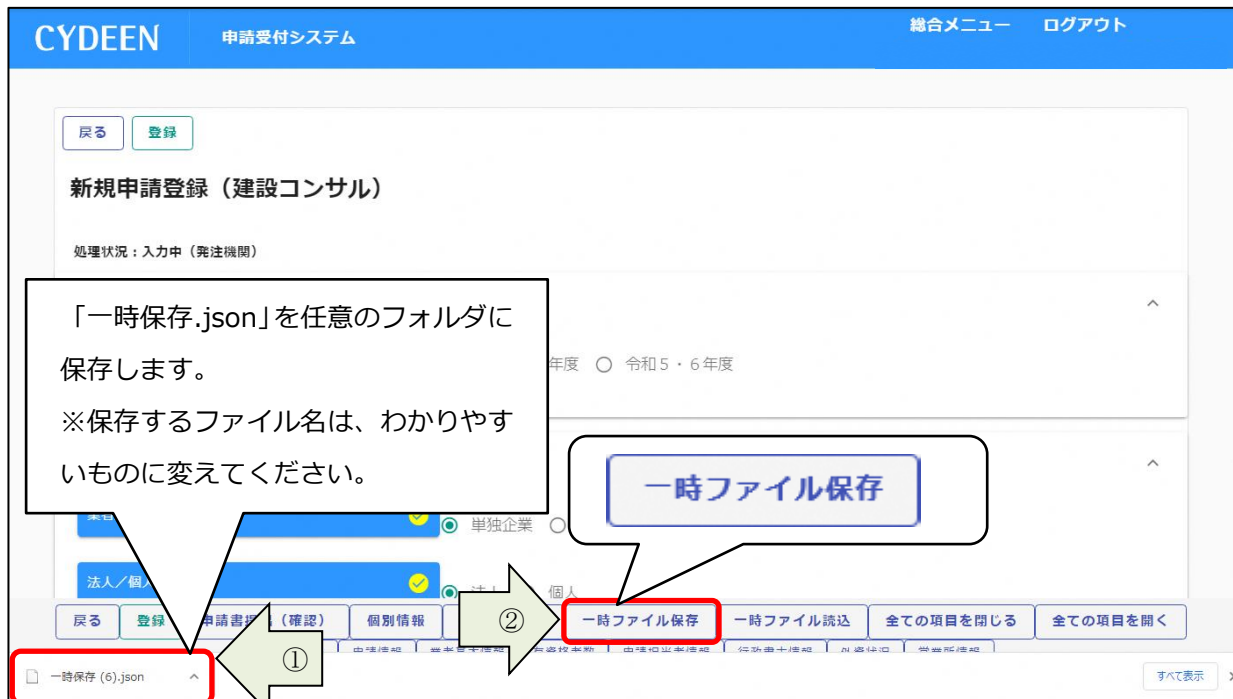 CYDEEN 申請受付システム 総合メニュー ログアウト
戻る 登録
新規申請登録（建設コンサル）
処理状況：入力中（発注機関）
「一時保存.json」を任意のフォルダに
保存します。
※保存するファイル名は、わかりやす
いものに変えてください。
年度 令和5・6年度
一時ファイル保存
単独企業
法人／個人
個人
戻る 登録 （確認） 個別情報 一時ファイル保存 一時ファイル読込 全ての項目を閉じる 全ての項目を開く
②
①
一時保存 (6).json すべて表示